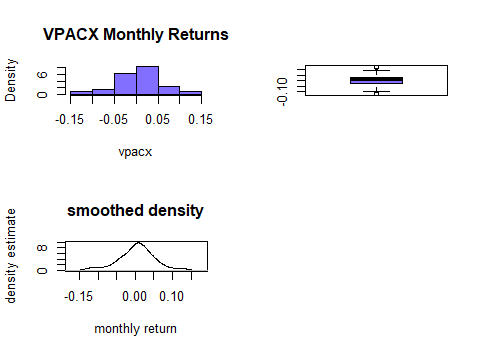 VPACX Monthly Returns
Density
6
0
-0.15 -0.05 0.05 0.15
vpacx
-0.10
smoothed density
density estimate
8
0
-0.15 0.00 0.10
monthly return